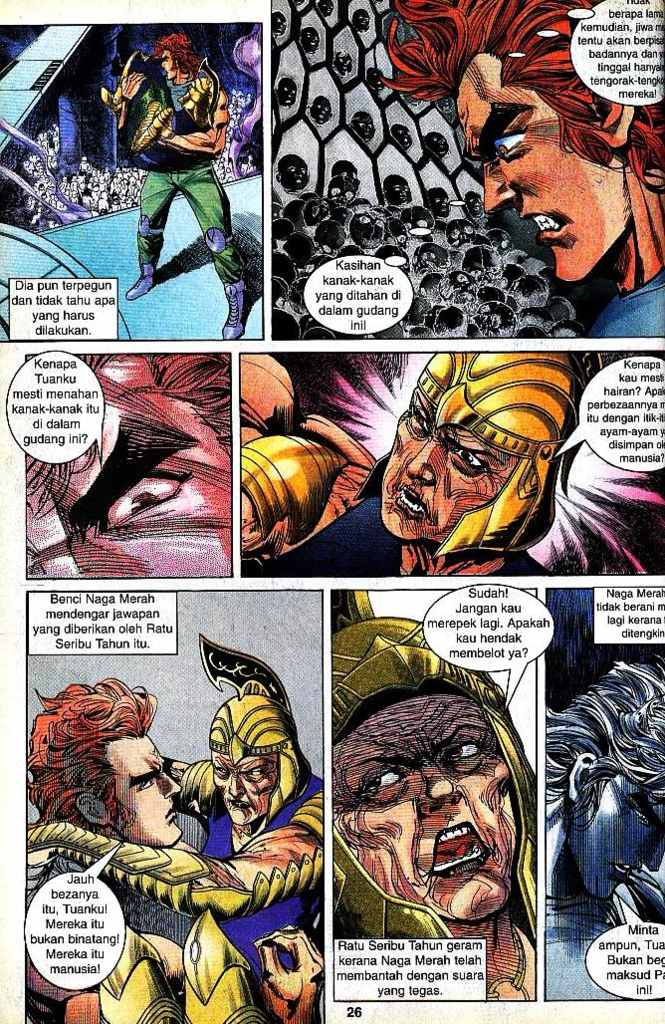 Dia pun terpegun
dan tidak tahu apa
yang harus
dilakukan.
Tidak
berapa lama
kemudian, jiwa
tentu akan
badannya dan
tinggal hanya
tengorak-tengko
mereka!
Kasihan
kanak-kanak
yang ditahan di
dalam gudang
ini!
Kenapa
Tuanku
mesti menahan
kanak-kanak itu
di dalam
gudang ini?
Kenapa
kau mesti
hairan? Apa
perbezaannya
itu dengan itik-it
ayam-ayam y
disimpan ol
manusia?
Benci Naga Merah
mendengar jawapan
yang diberikan oleh Ratu
Seribu Tahun itu.
Jauh
bezanya
itu, Tuanku!
Mereka itu
bukan binatang!
Mereka itu
manusia!
Sudah!
Jangan kau
merepek lagi. Apakah
kau hendak
membelot ya?
Ratu Seribu Tahun geram
kerana Naga Merah telah
membantah dengan suara
yang tegas.
Naga Merah
tidak berani m
lagi kerana
ditengkin
Minta
ampun, Tua
Bukan beg
maksud Pa
ini!
26